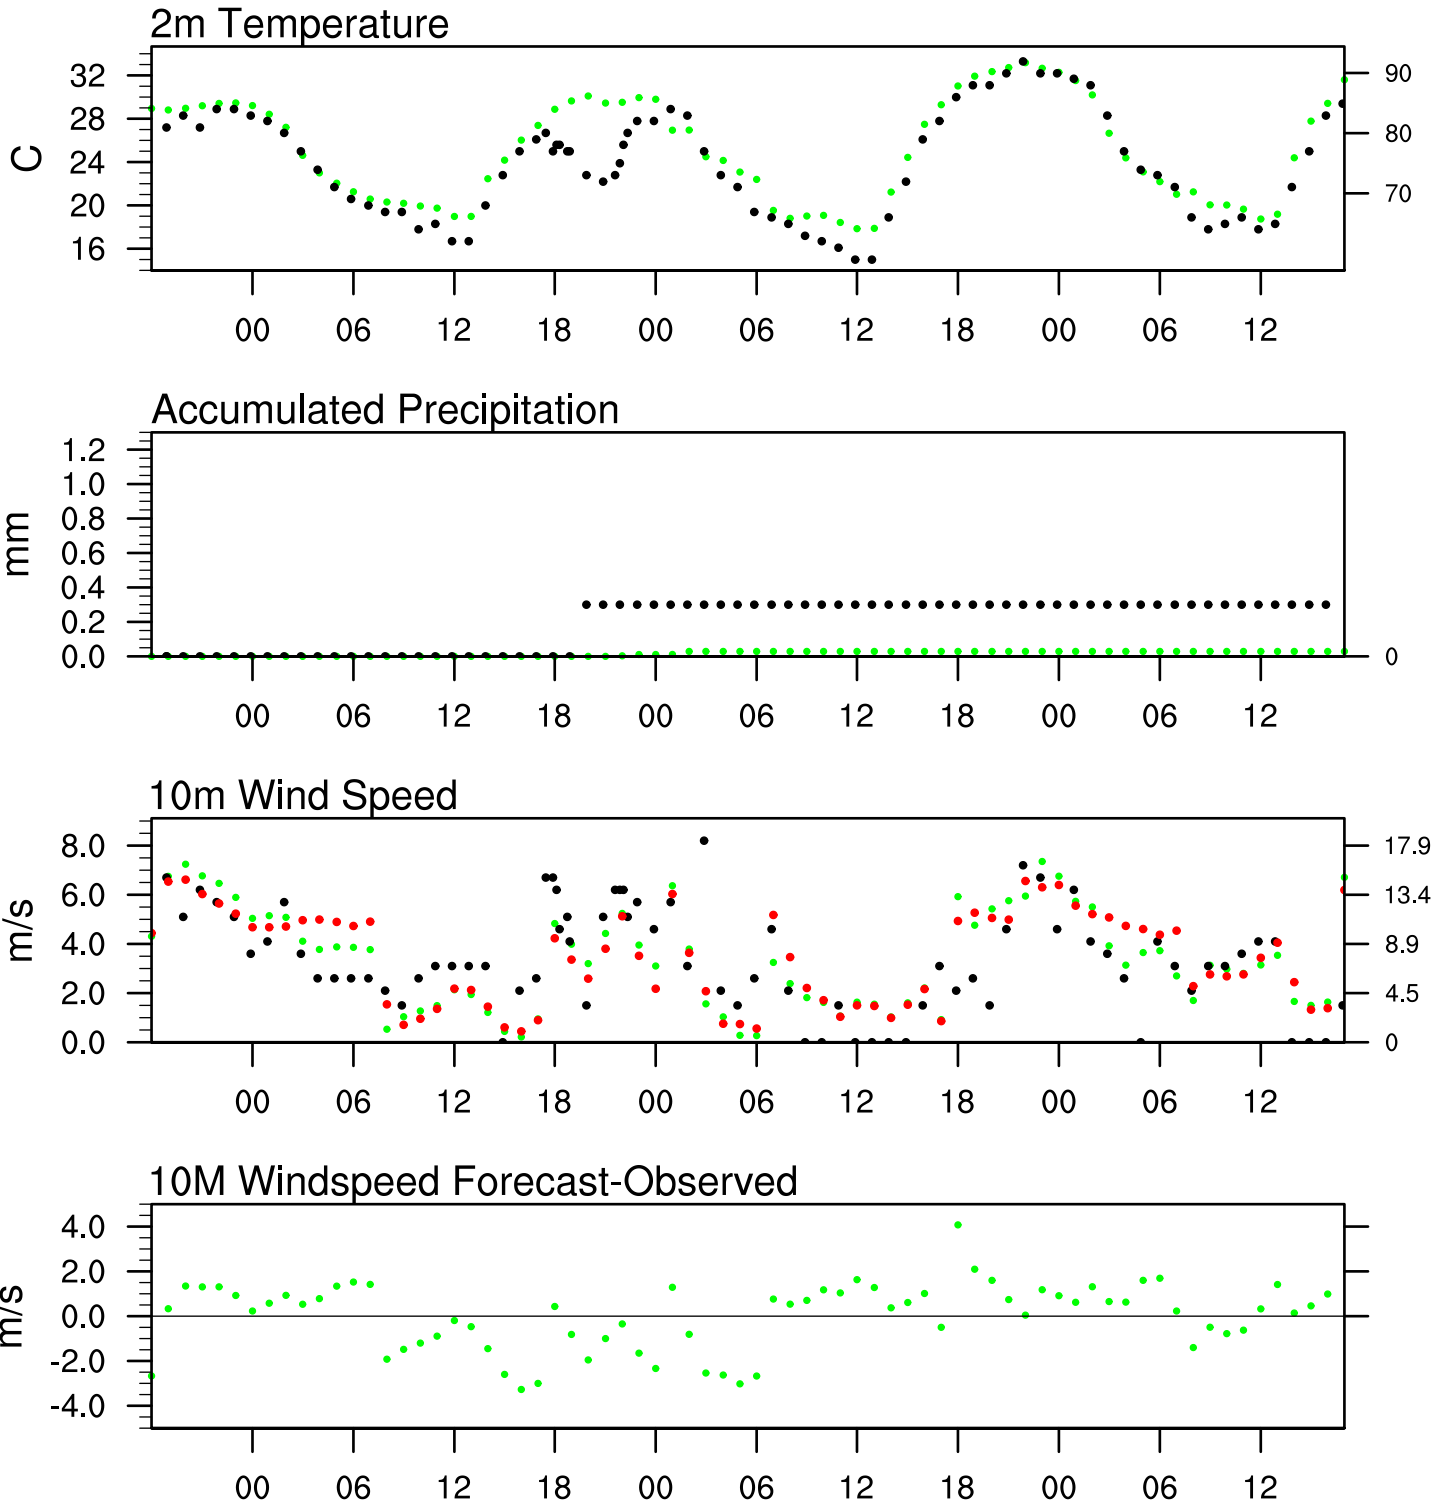 2m Temperature
32
28
24
20
16
C
90
80
70
00 06 12 18 00 06 12 18 00 06 12
Accumulated Precipitation
1.2
1.0
0.8
0.6
0.4
0.2
0.0
mm
0
00 06 12 18 00 06 12 18 00 06 12
10m Wind Speed
8.0
6.0
4.0
2.0
0.0
m/s
17.9
13.4
8.9
4.5
0
00 06 12 18 00 06 12 18 00 06 12
10M Windspeed Forecast-Observed
4.0
2.0
0.0
-2.0
-4.0
m/s
00 06 12 18 00 06 12 18 00 06 12